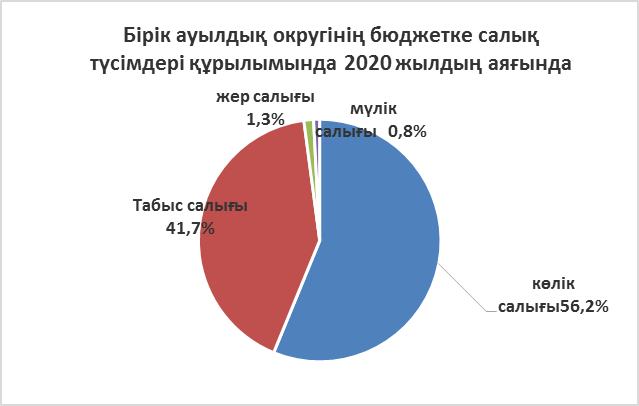 Бірік ауылдық округінің бюджетке салық
түсімдері құрылымында 2020 жылдың аяғында
жер салығы
1,3%
мүлік
салығы 0,8%
Табыс салығы
41,7%
көлік
салығы56,2%